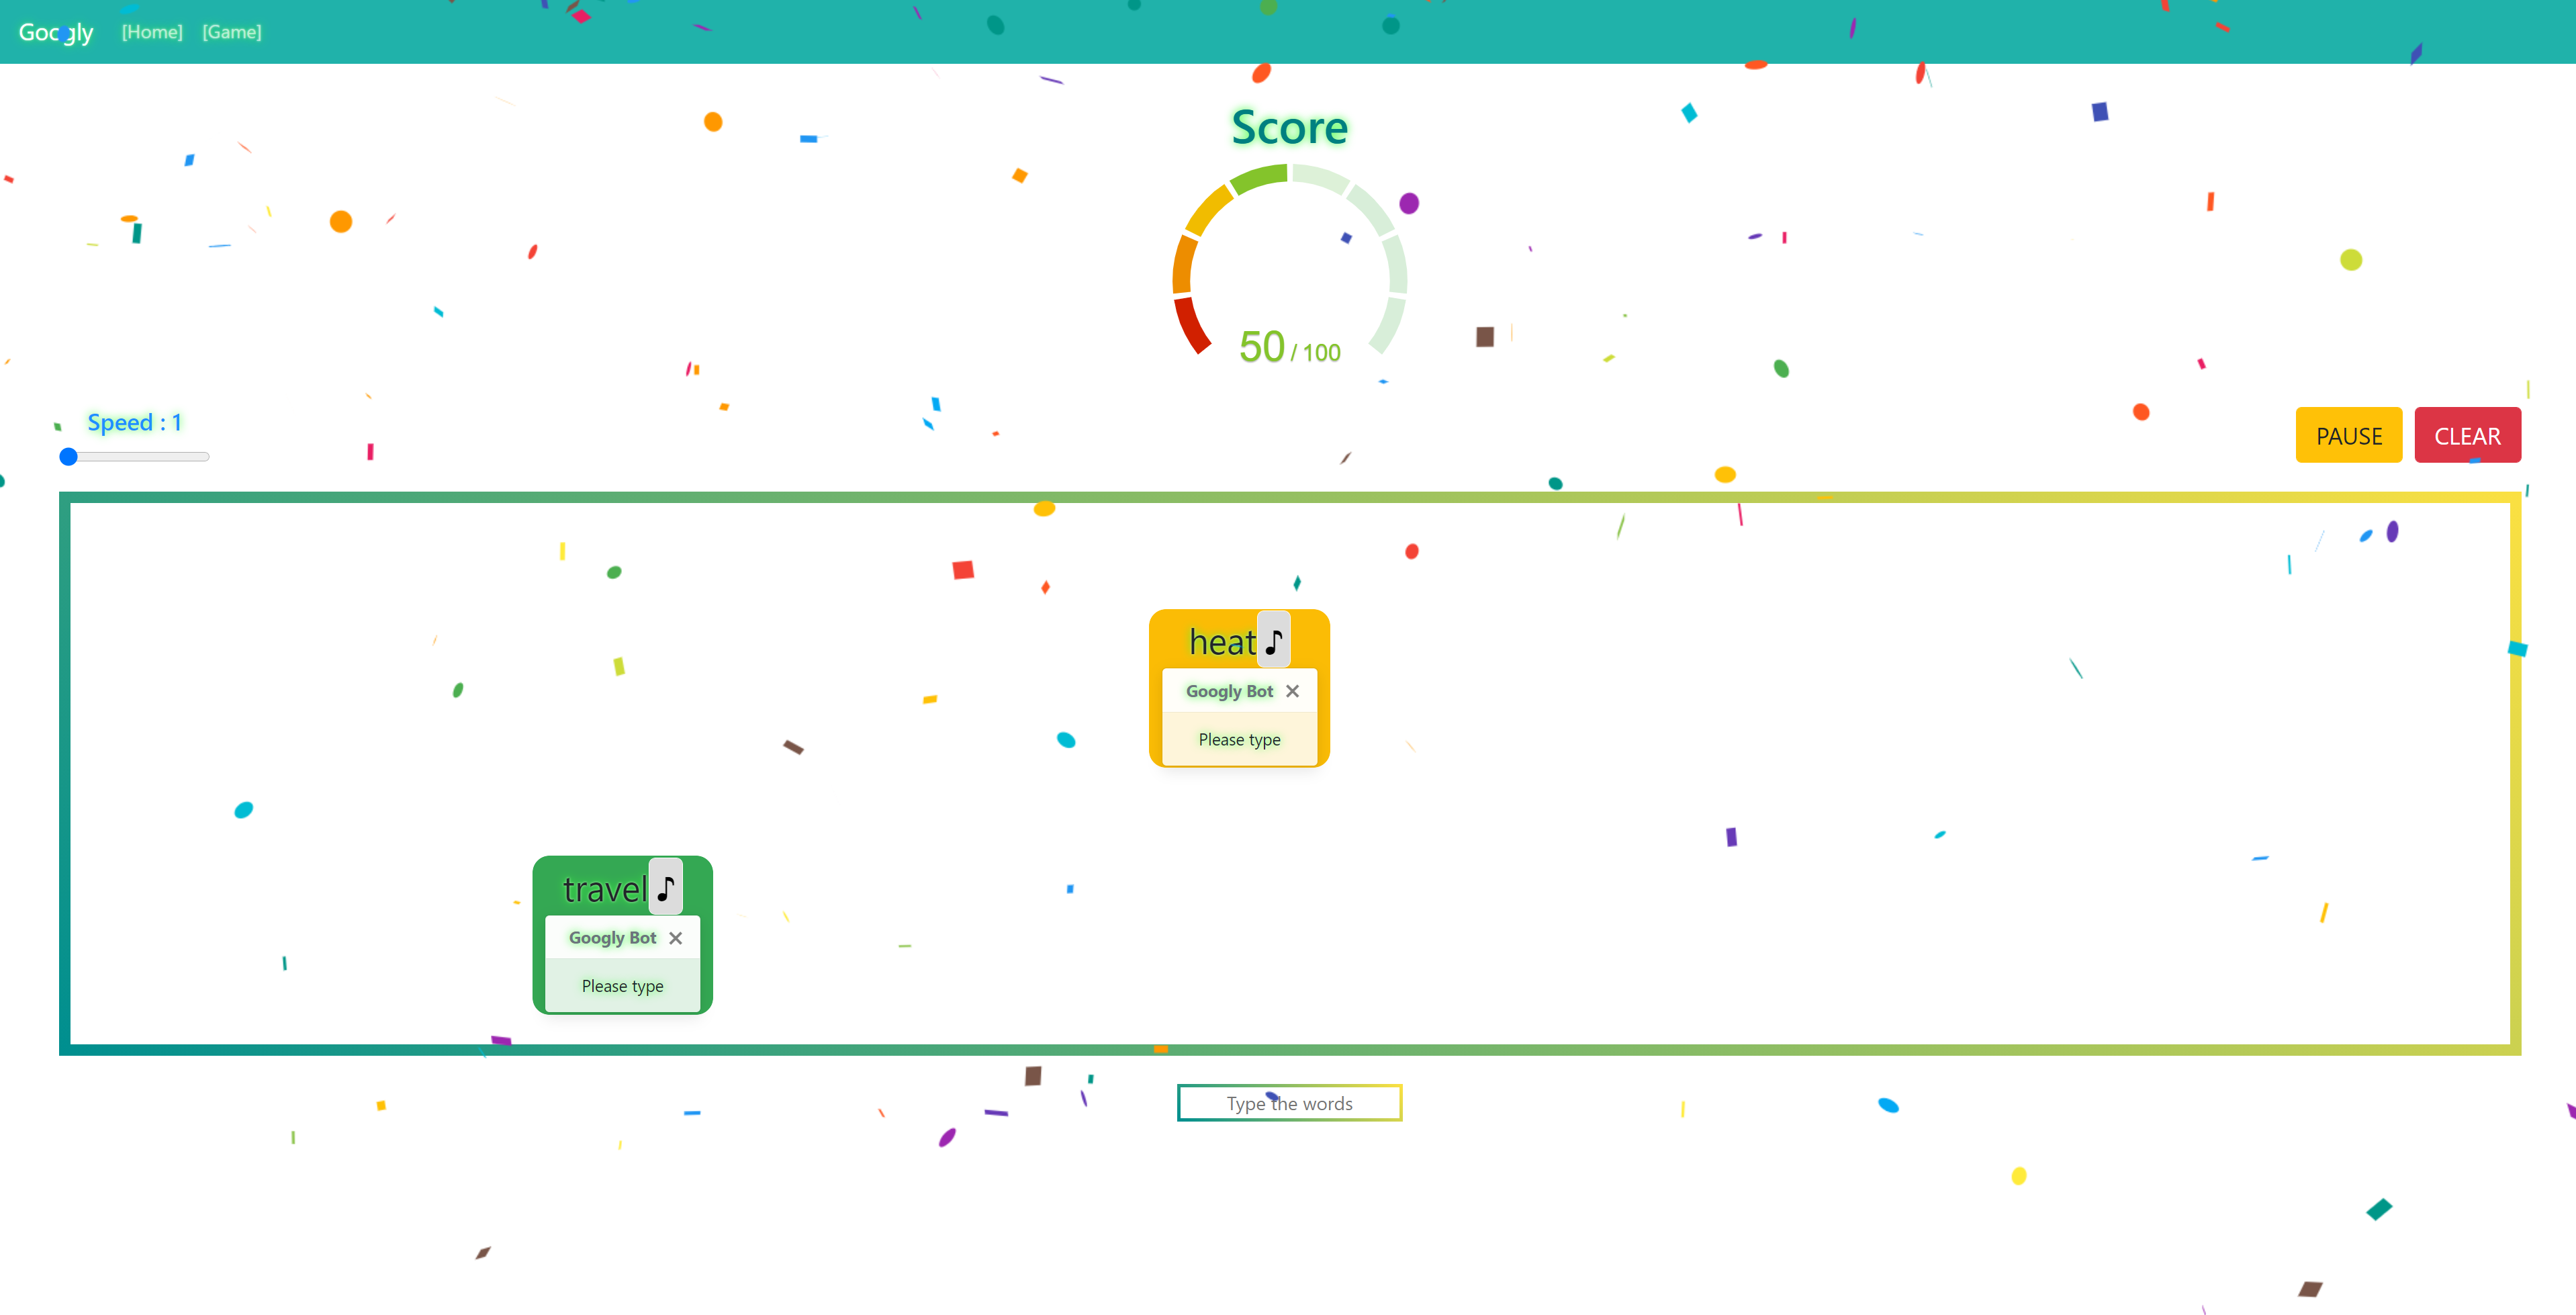 Googly [Home] [Game]
Score
50 / 100
Speed : 1
PAUSE CLEAR
heat♪
Googly Bot ×
Please type
travel♪
Googly Bot ×
Please type
Type the words